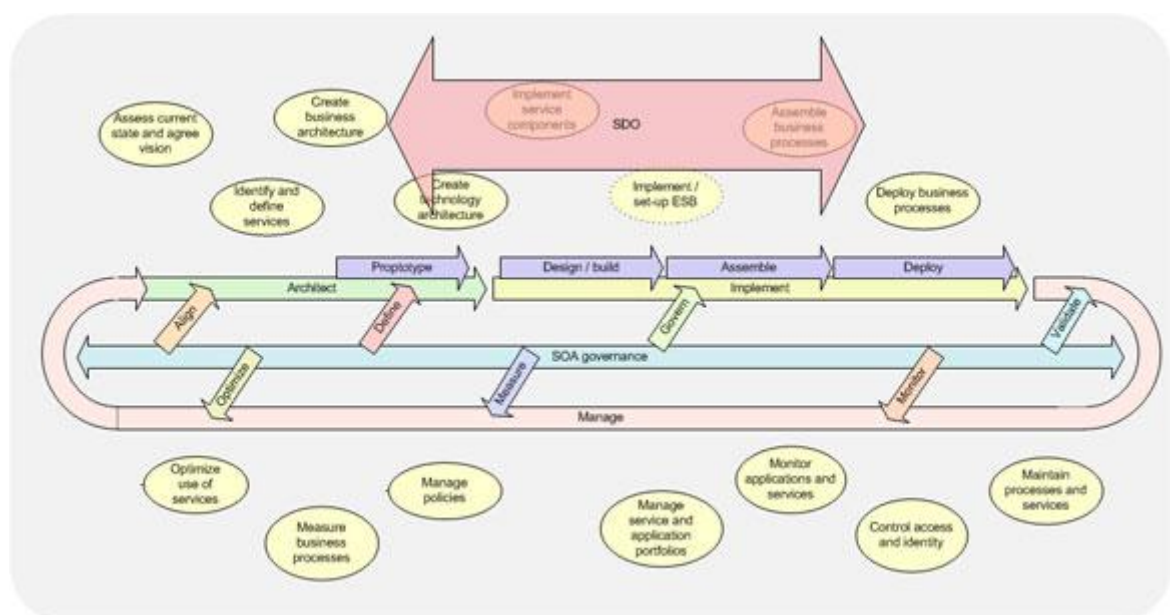 Assess current
state and agree
vision
Create
business
architecture
Implement
service
components
SDO
Assemble
business
processes
Identify and
define
services
Create
technology
architecture
Implement /
set-up ESB
Deploy business
processes
Proptotype
Design / build
Assemble
Deploy
Architect
Implement
Align
Define
Govern
Validate
SOA governance
Optimize
Measure
Monitor
Manage
Optimize
use of
services
Measure
business
processes
Manage
policies
Manage
service and
application
portfolios
Monitor
applications and
services
Control access
and identity
Maintain
processes and
services